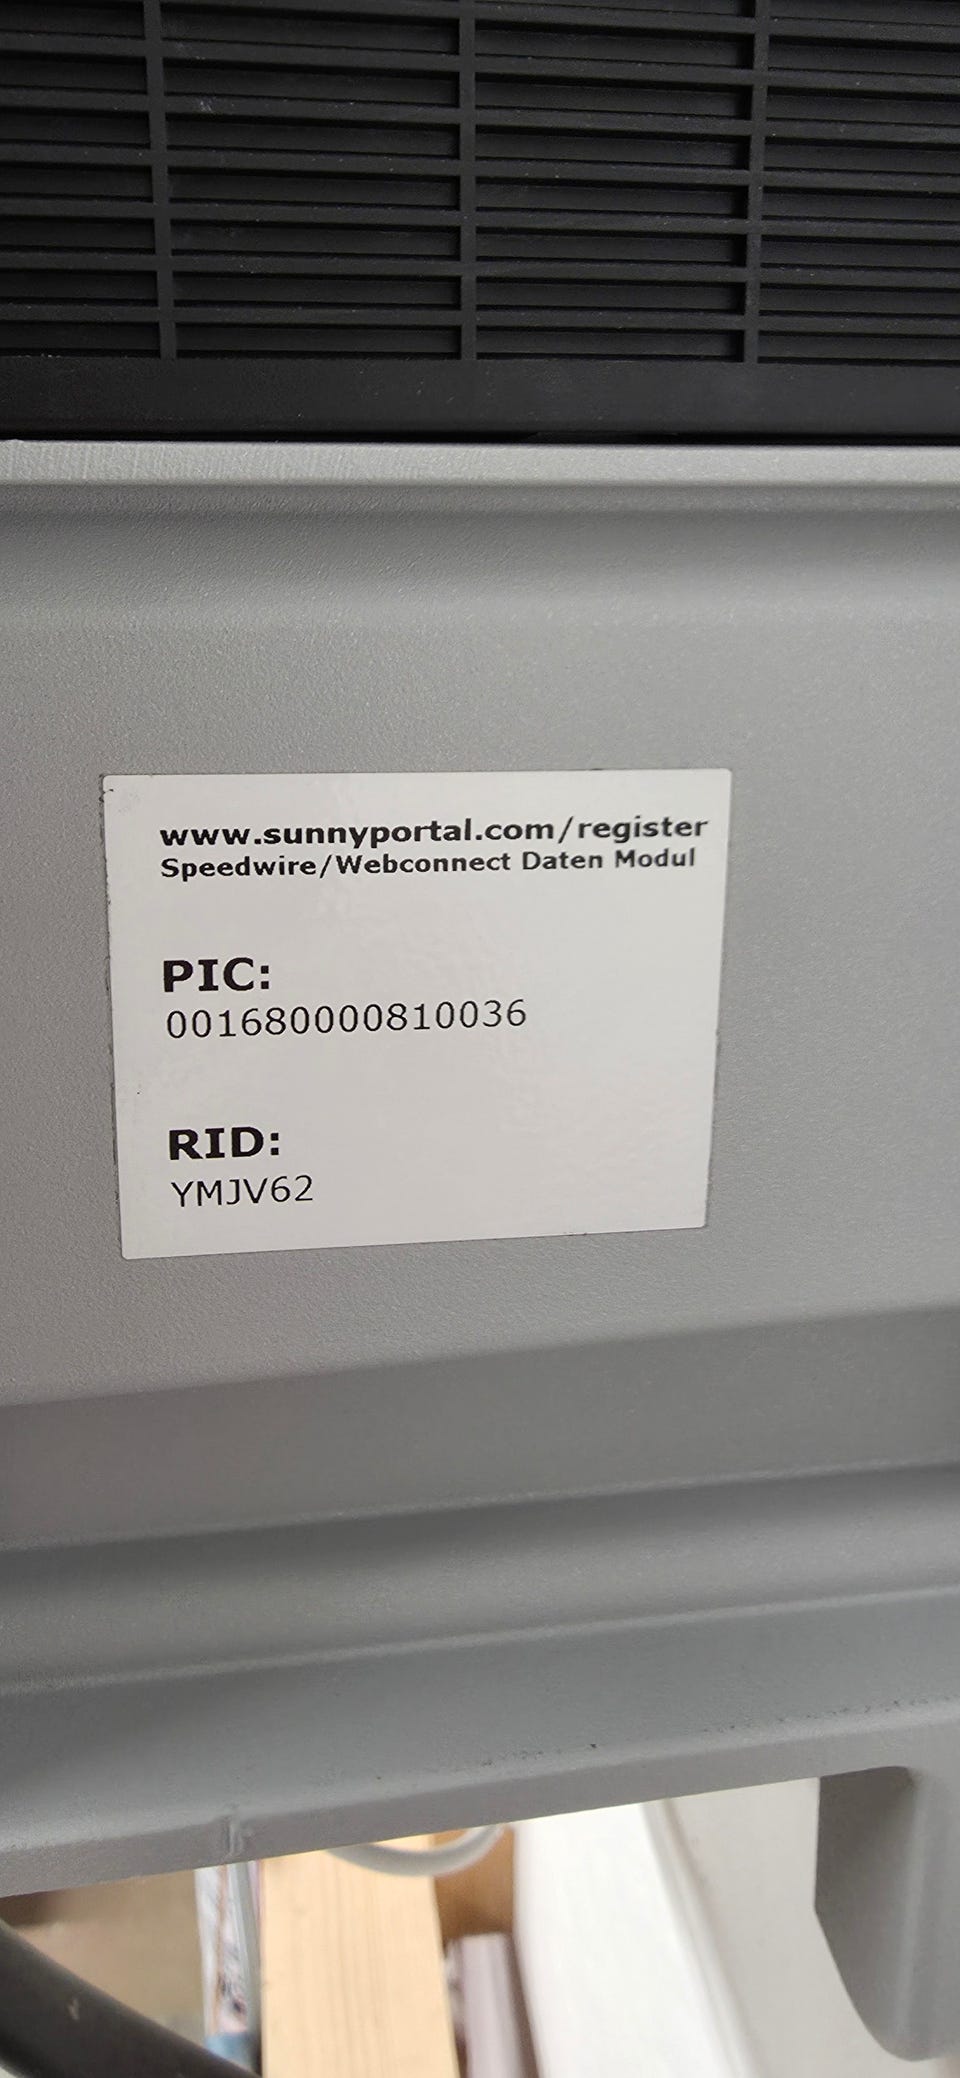 www.sunnyportal.com/register
Speedwire/Webconnect Daten Modul
PIC:
001680000810036
RID:
YMJV62